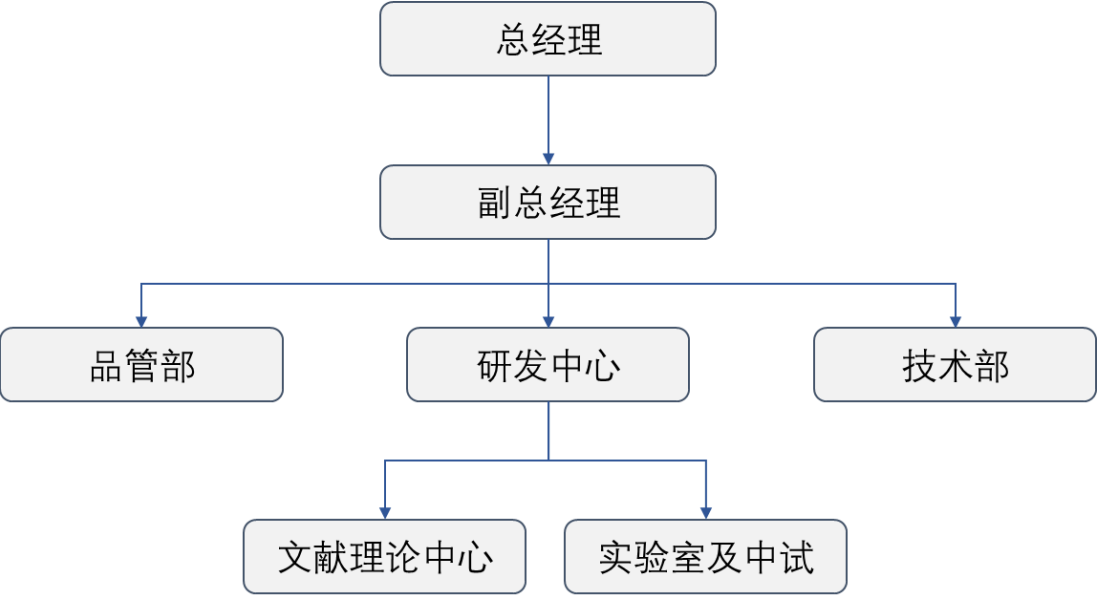 总经理
副总经理
品管部
研发中心
技术部
文献理论中心
实验室及中试